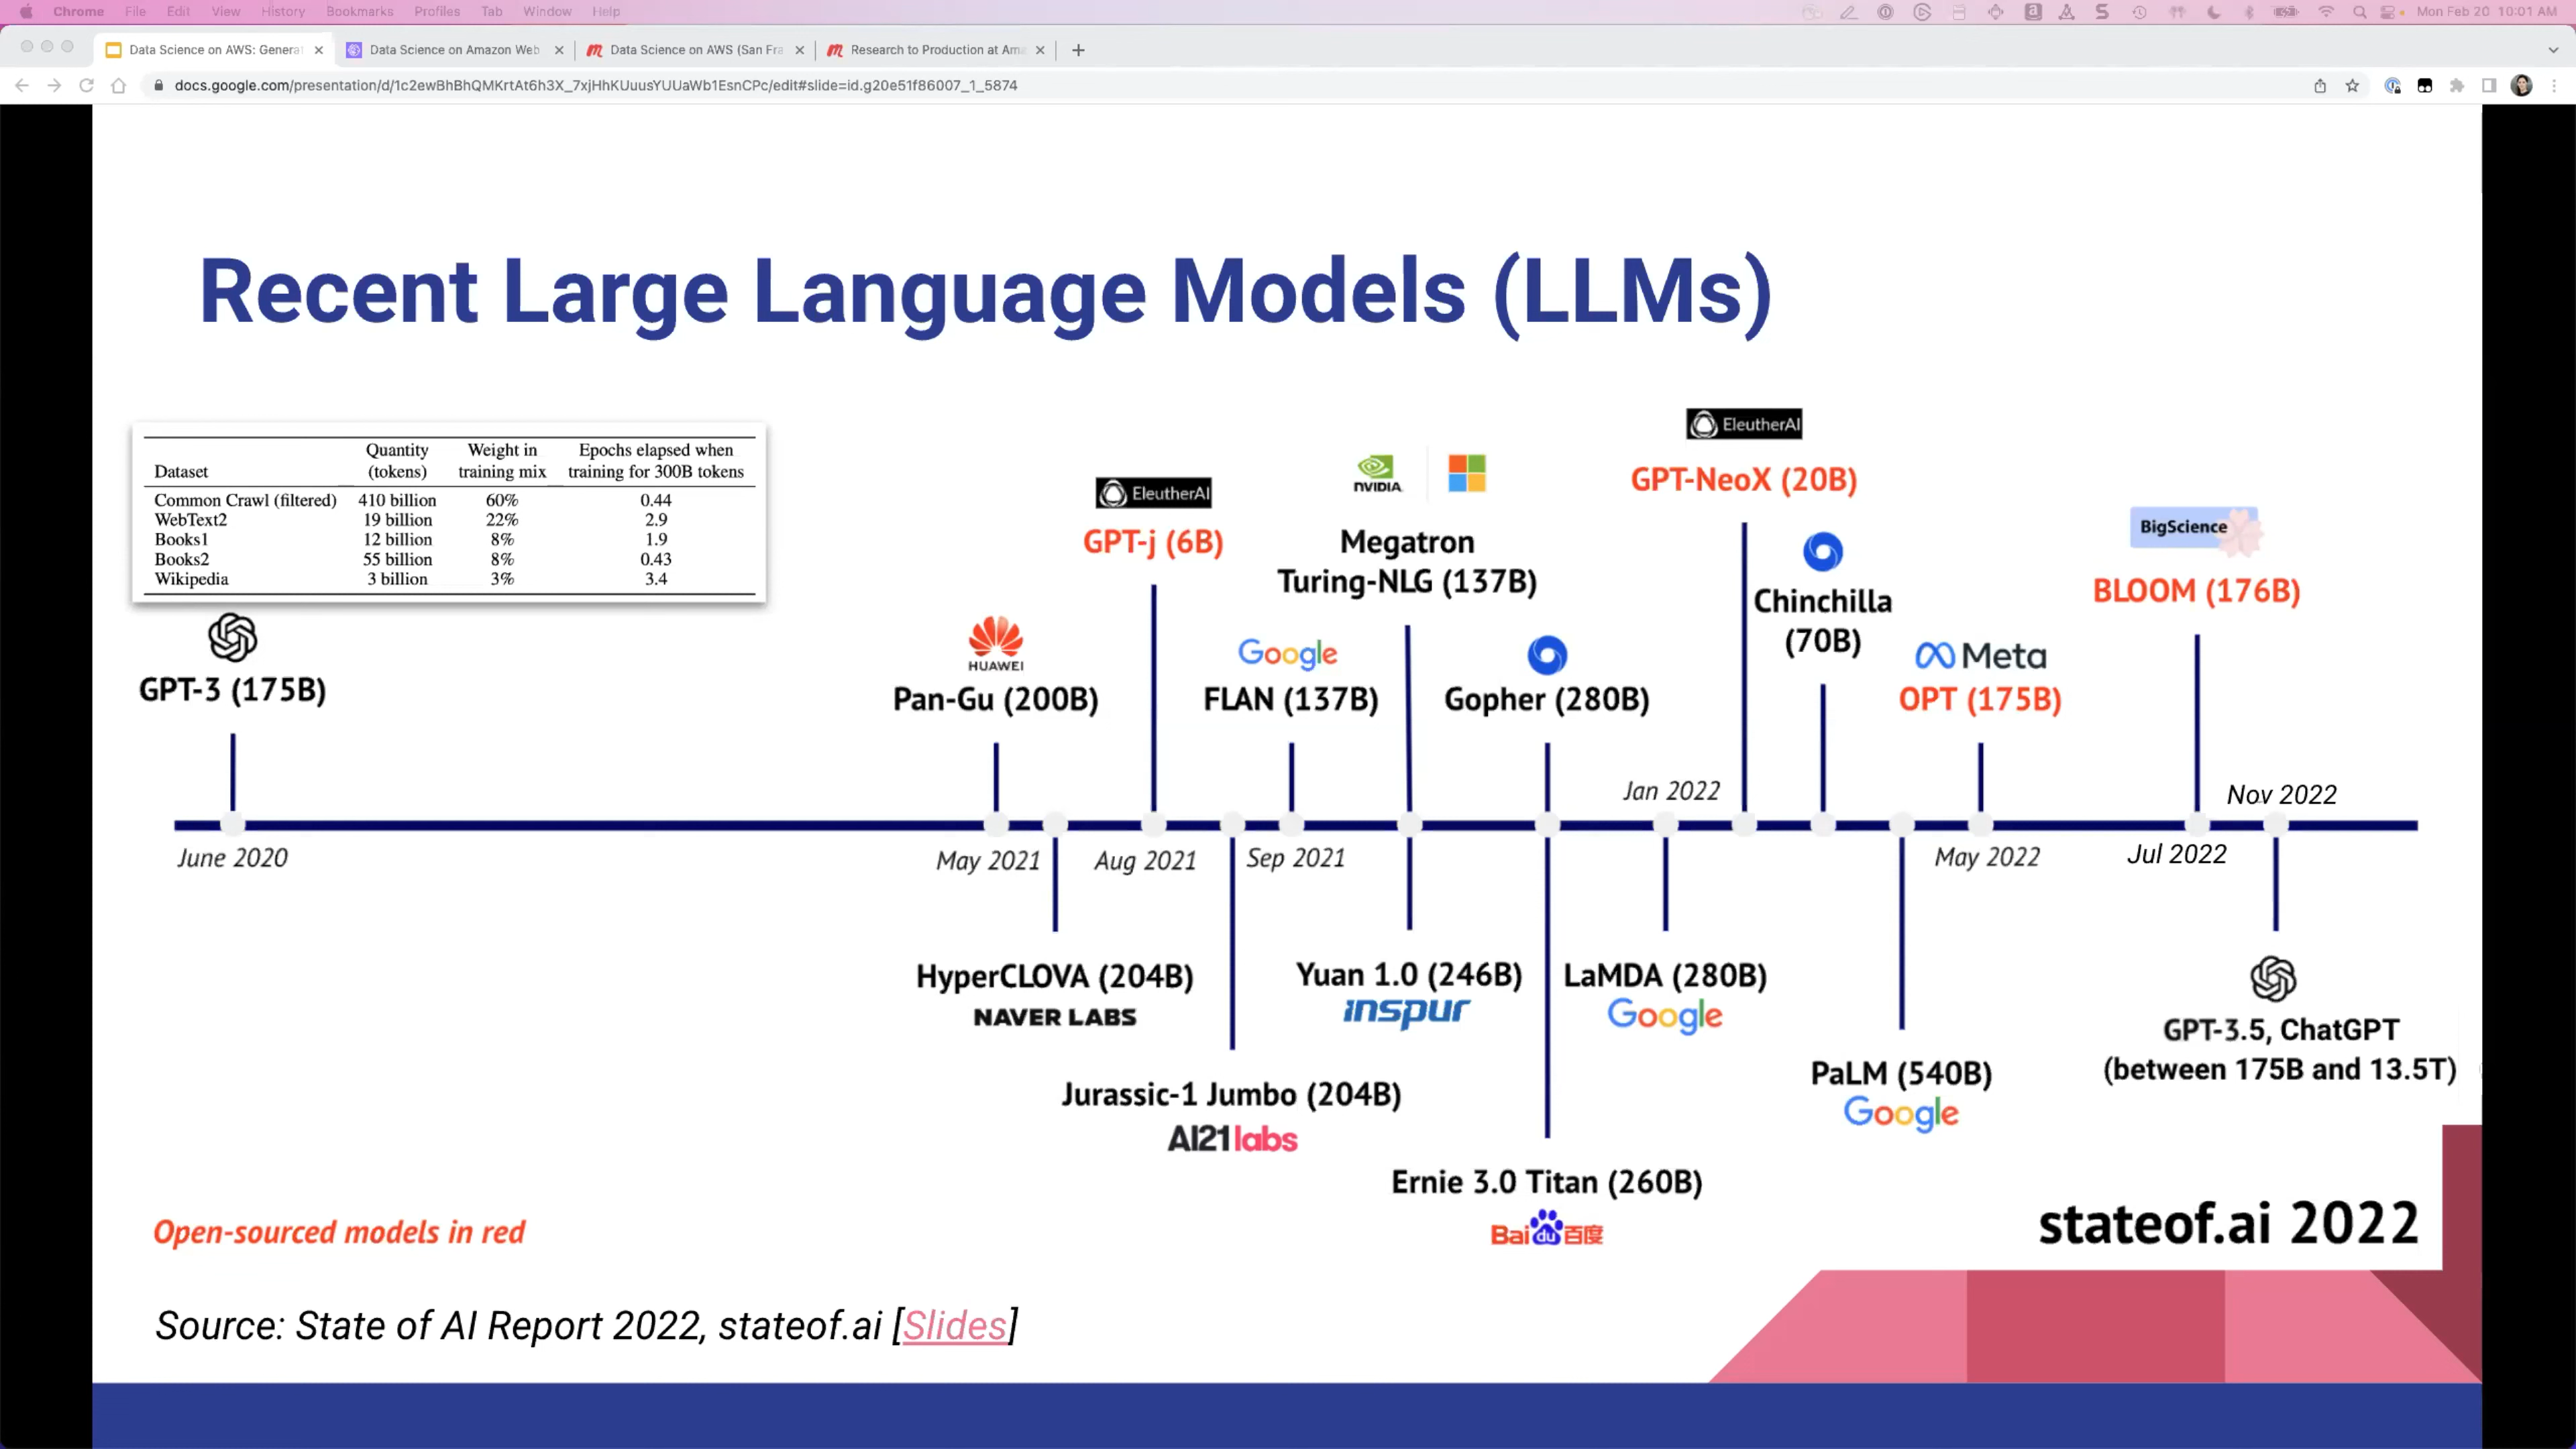 Chrome File Edit View History Bookmarks Profiles Tab Window Help
Mon Feb 20 10:01 AM
Data Science on AWS: Genera
Data Science on Amazon Web
Data Science on AWS (San Fra
Research to Production at Ama
docs.google.com/presentation/d/1c2ewBhBhQMKrtAt6h3X_7xjHhKUuusYUUaWb1EsnCPc/edit#slide=id.g20e51f86007_1_5874
Recent Large Language Models (LLMs)
Dataset Quantity (tokens) Weight in training mix Epochs elapsed when training for 300B tokens
Common Crawl (filtered) 410 billion 60% 0.44
WebText2 19 billion 22% 2.9
Books1 12 billion 8% 1.9
Books2 55 billion 8% 0.43
Wikipedia 3 billion 3% 3.4
GPT-3 (175B)
HUAWEI
Pan-Gu (200B)
EleutherAI
GPT-j (6B)
Google
FLAN (137B)
NVIDIA
Megatron
Turing-NLG (137B)
Gopher (280B)
EleutherAI
GPT-NeoX (20B)
Chinchilla
(70B)
Meta
OPT (175B)
BigScience
BLOOM (176B)
June 2020
May 2021
Aug 2021
Sep 2021
Jan 2022
May 2022
Jul 2022
Nov 2022
HyperCLOVA (204B)
NAVER LABS
Jurassic-1 Jumbo (204B)
AI21labs
Yuan 1.0 (246B)
inspur
Ernie 3.0 Titan (260B)
Bai du 百度
LaMDA (280B)
Google
PaLM (540B)
Google
GPT-3.5, ChatGPT
(between 175B and 13.5T)
Open-sourced models in red
stateof.ai 2022
Source: State of AI Report 2022, stateof.ai [Slides]